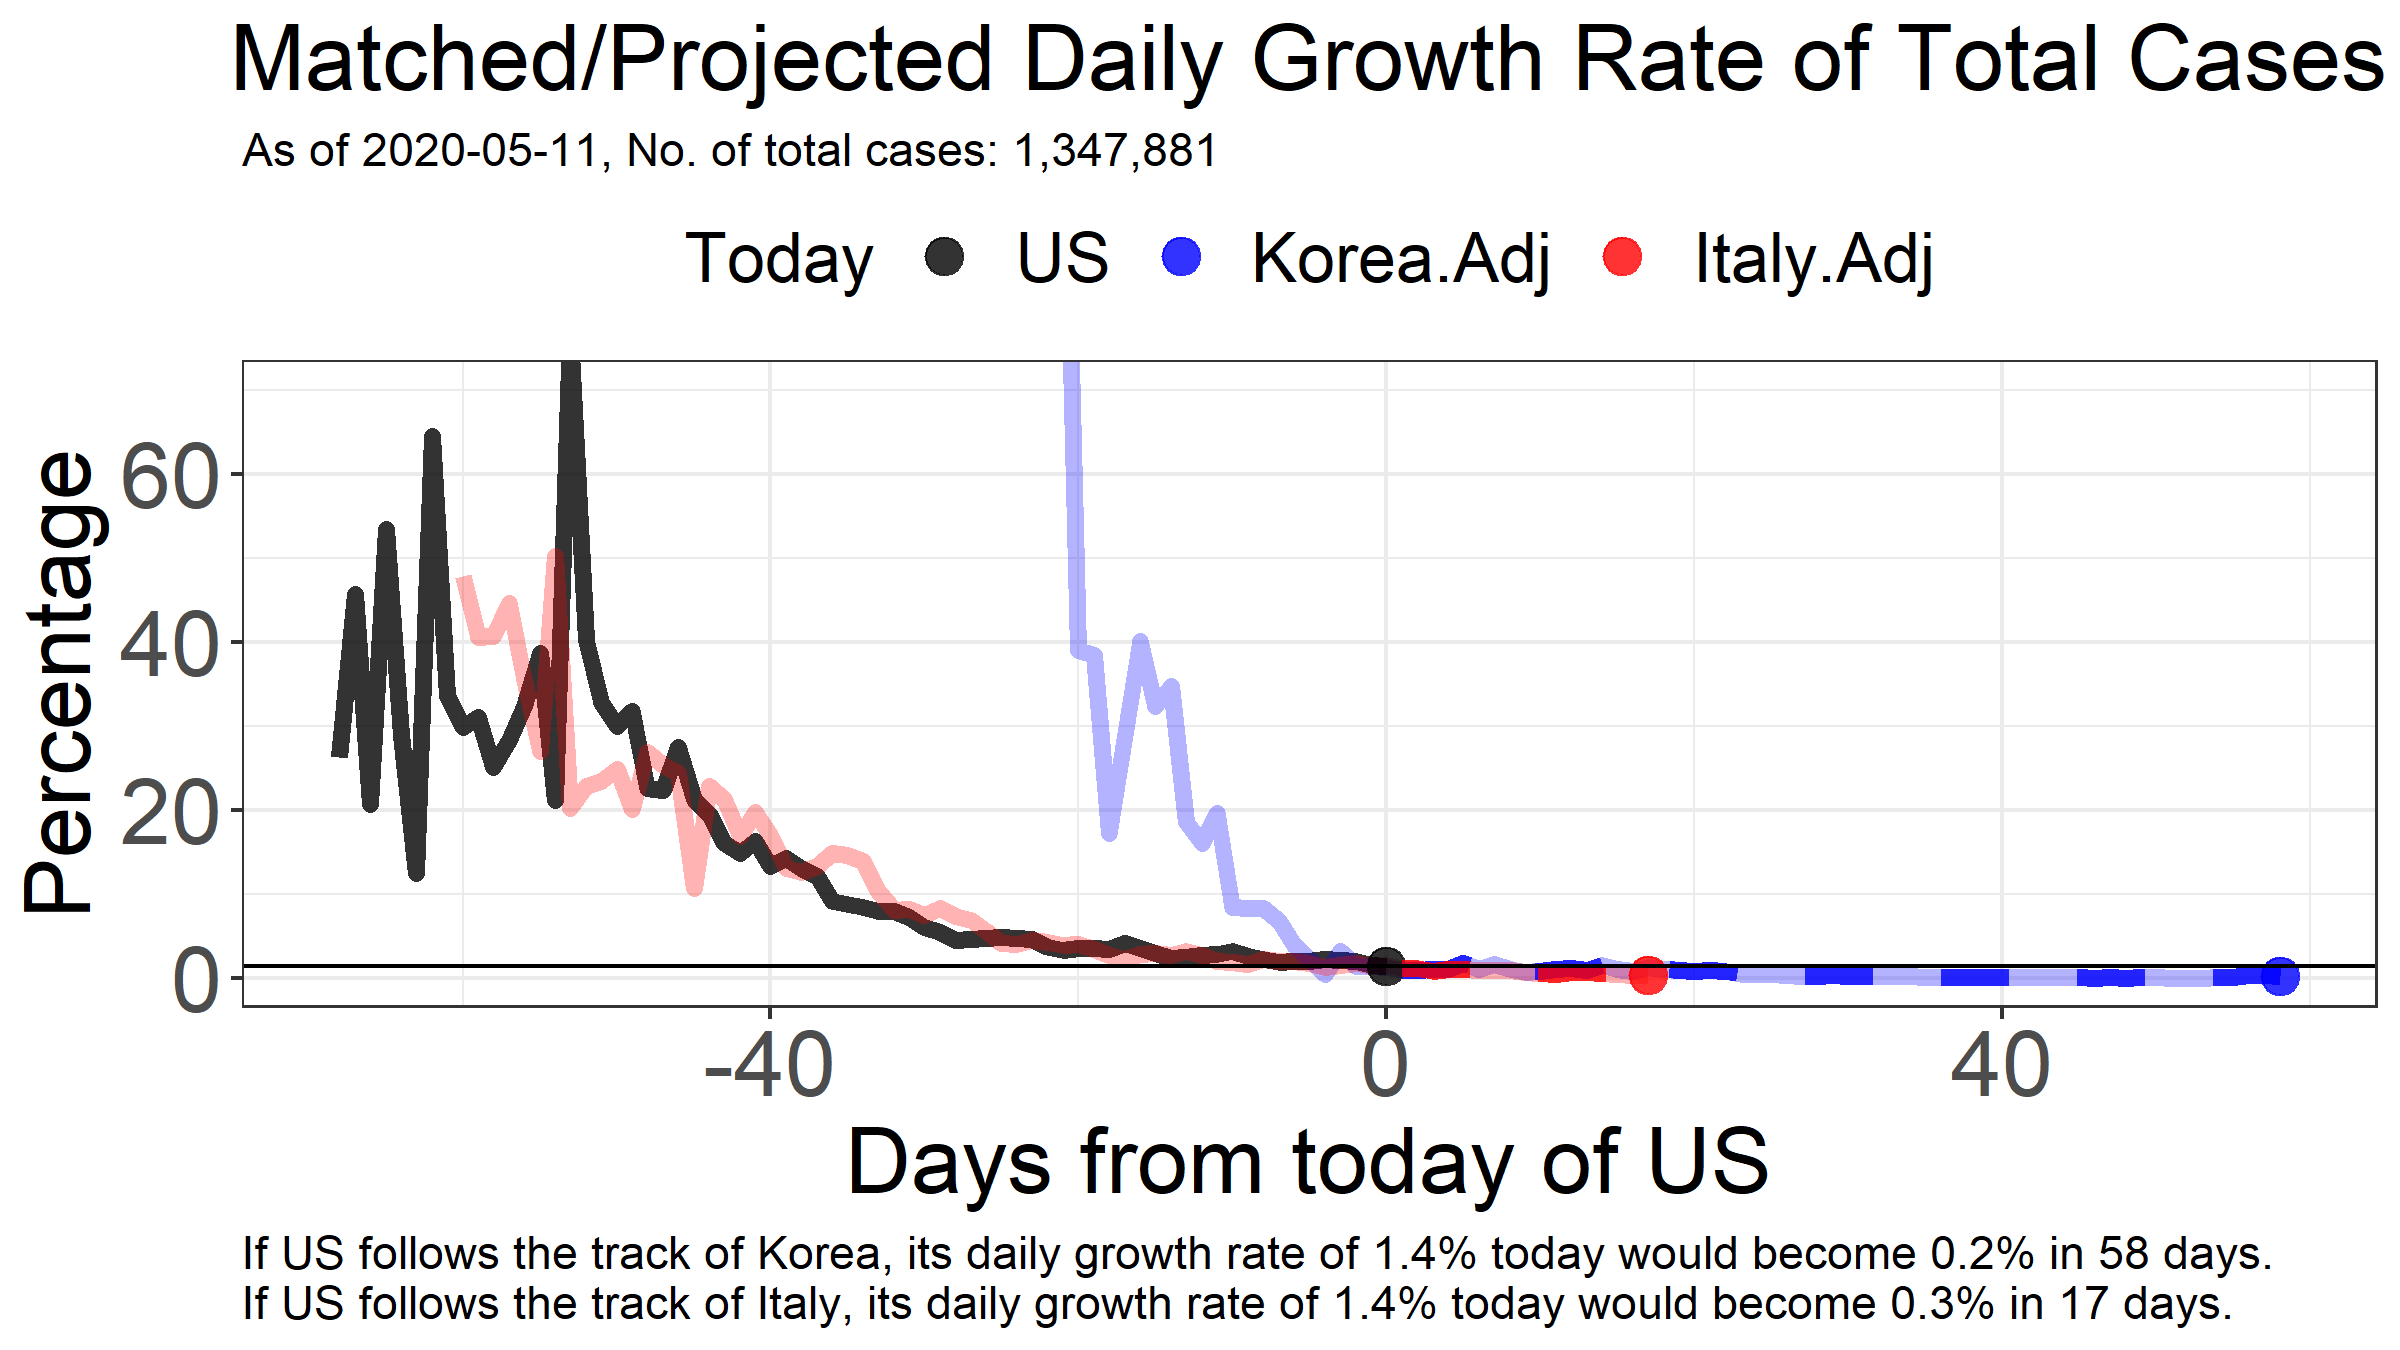 Matched/Projected Daily Growth Rate of Total Cases
As of 2020-05-11, No. of total cases: 1,347,881
Today US Korea.Adj Italy.Adj
Percentage
60
40
20
0
-40 0 40
Days from today of US
If US follows the track of Korea, its daily growth rate of 1.4% today would become 0.2% in 58 days.
If US follows the track of Italy, its daily growth rate of 1.4% today would become 0.3% in 17 days.